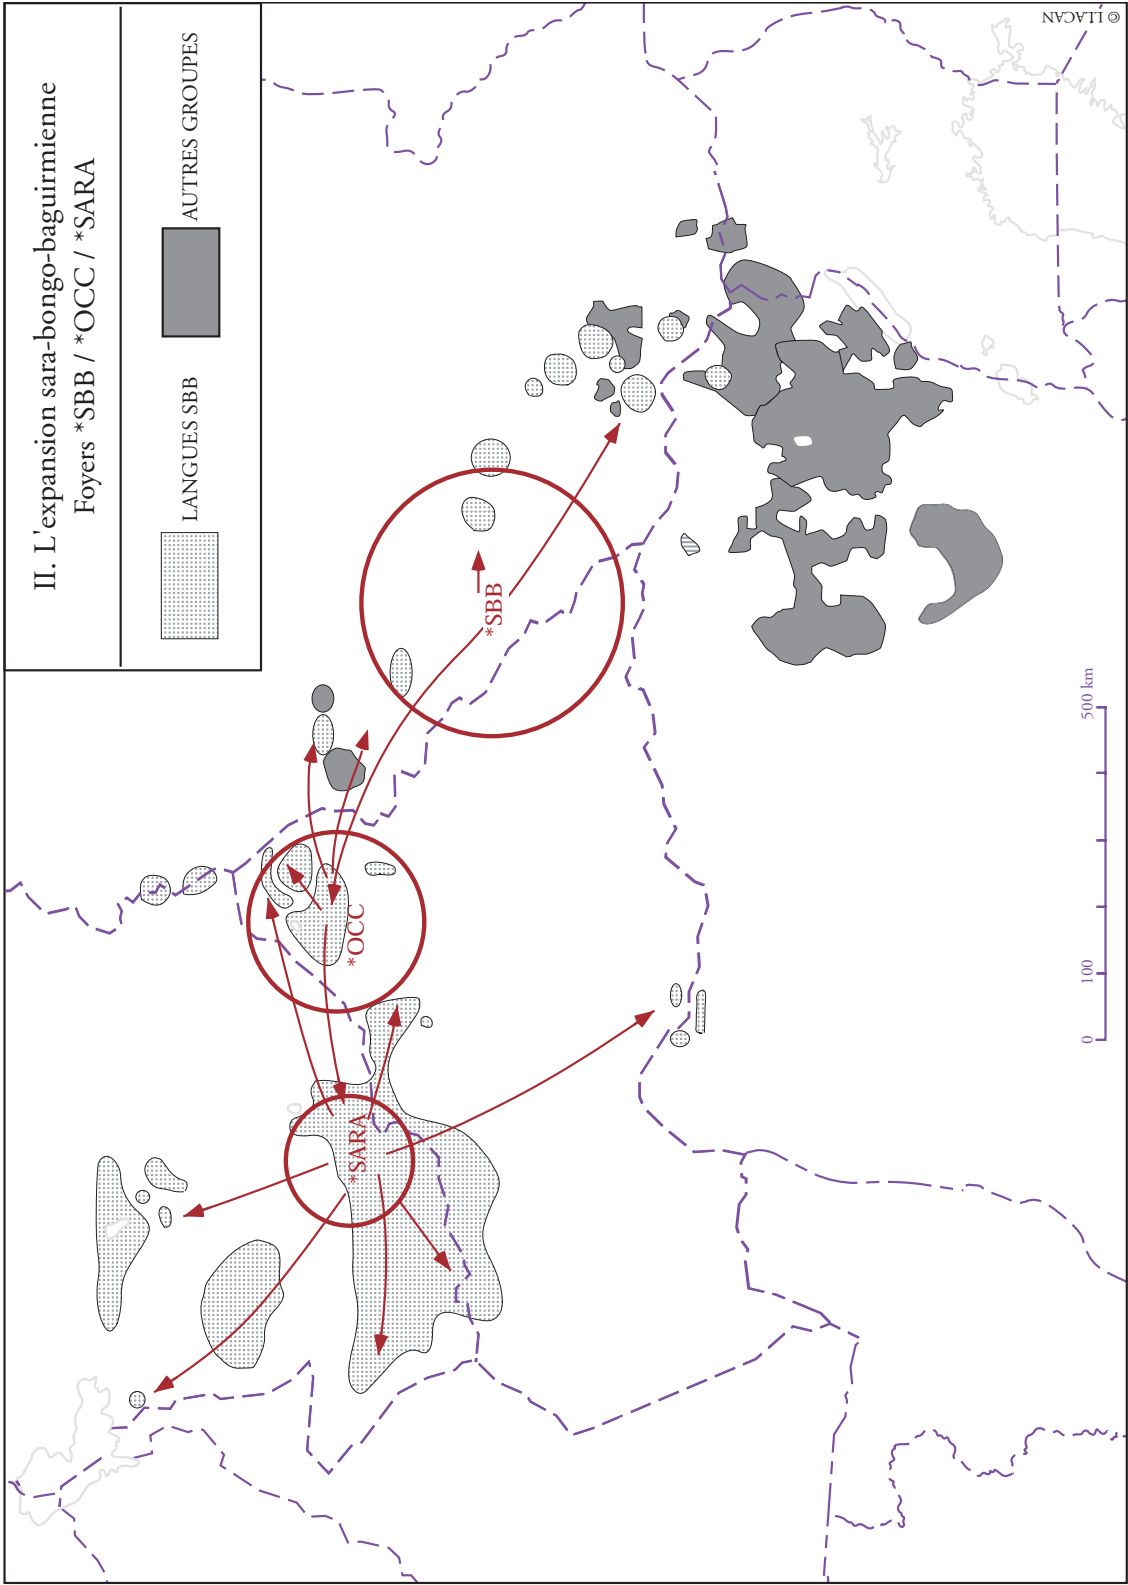 II. L'expansion sara-bongo-baguirmienne
Foyers *SBB / *OCC / *SARA
LANGUES SBB
AUTRES GROUPES
*SBB
*OCC
*SARA
0
100
500 km
© LLACAN